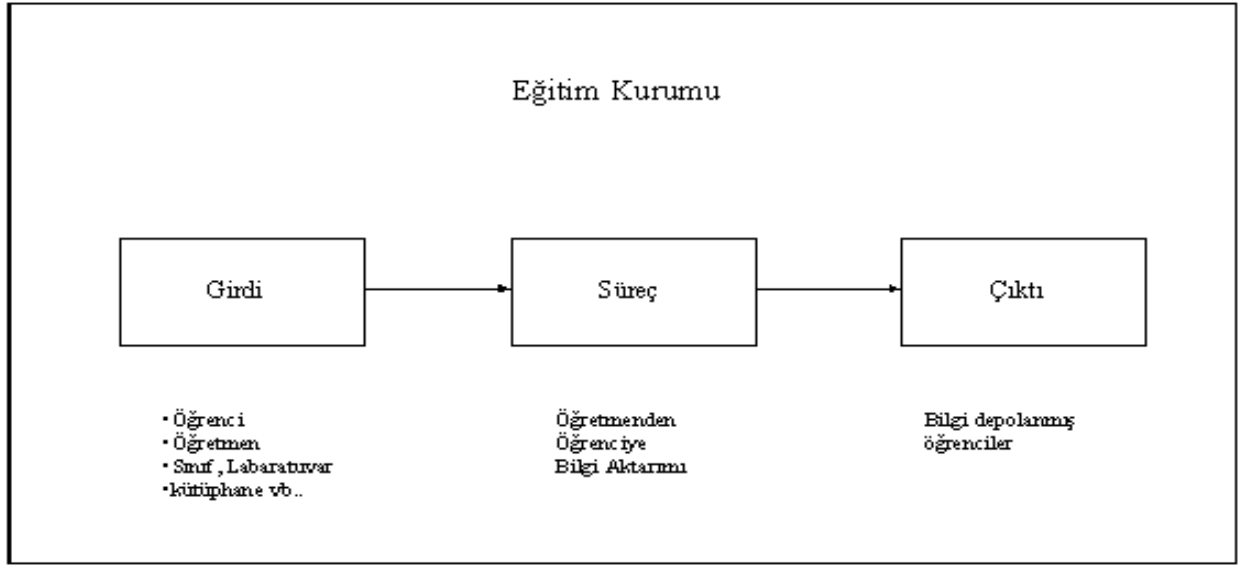 Eğitim Kurumu
Girdi
Süreç
Çıktı
• Öğrenci
• Öğretmen
• Sınıf , Labaratuvar
•kütüphane vb..
Öğretmenden
Öğrenciye
Bilgi Aktarımı
Bilgi depolanmış
öğrenciler